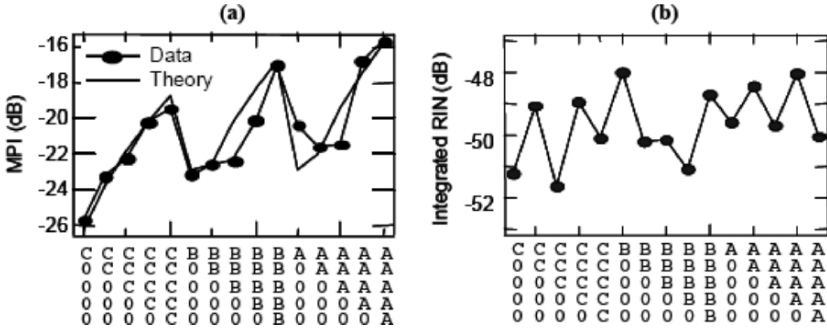 (a)
-16
-18
-20
-22
-24
-26
MPI (dB)
Data
Theory
C C C C C B B B B B A A A A A
0 C C C C 0 B B B B 0 A A A A
0 0 C C C 0 0 B B B 0 0 A A A
0 0 0 C C 0 0 0 B B 0 0 0 A A
0 0 0 0 C 0 0 0 0 B 0 0 0 0 A
(b)
-48
-50
-52
Integrated RIN (dB)
C C C C C B B B B B A A A A A
0 C C C C 0 B B B B 0 A A A A
0 0 C C C 0 0 B B B 0 0 A A A
0 0 0 C C 0 0 0 B B 0 0 0 A A
0 0 0 0 C 0 0 0 0 B 0 0 0 0 A